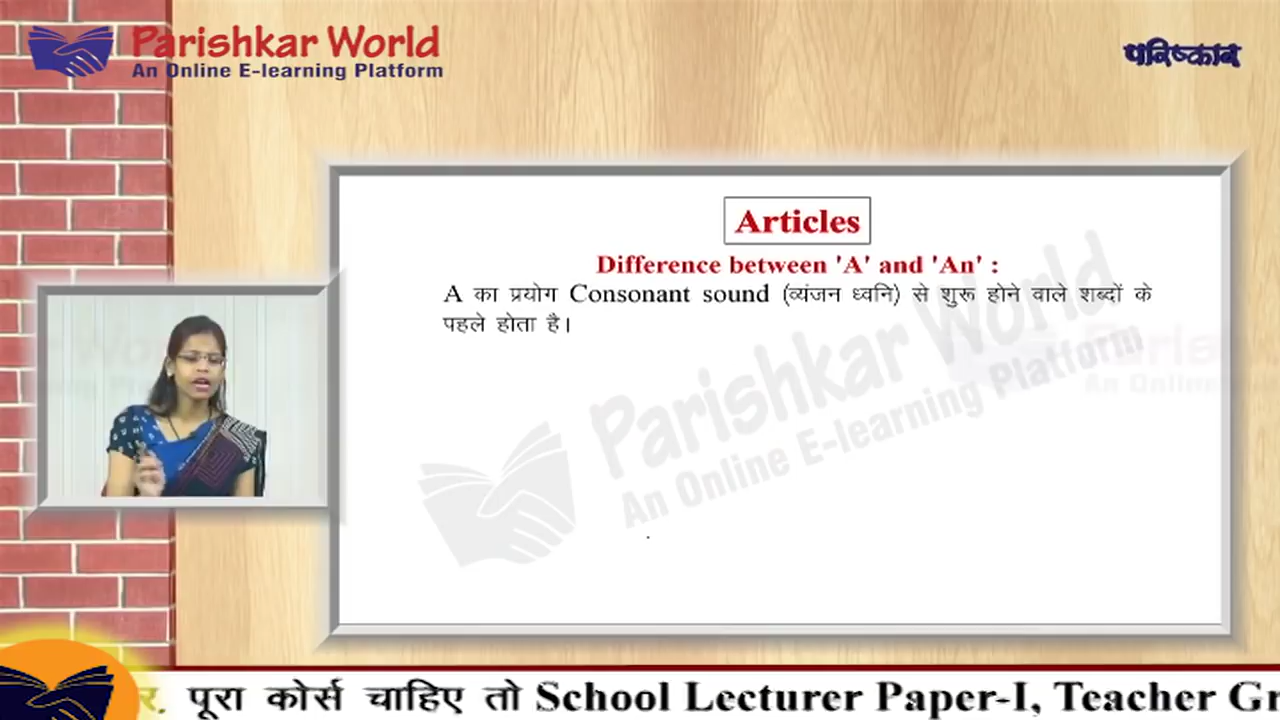 Parishkar World
An Online E-learning Platform
परिष्कार
Articles
Difference between 'A' and 'An' :
A का प्रयोग Consonant sound (व्यंजन ध्वनि) से शुरू होने वाले शब्दों के
पहले होता है।
Parishkar World
An Online E-learning Platform
पूरा कोर्स चाहिए तो School Lecturer Paper-I, Teacher